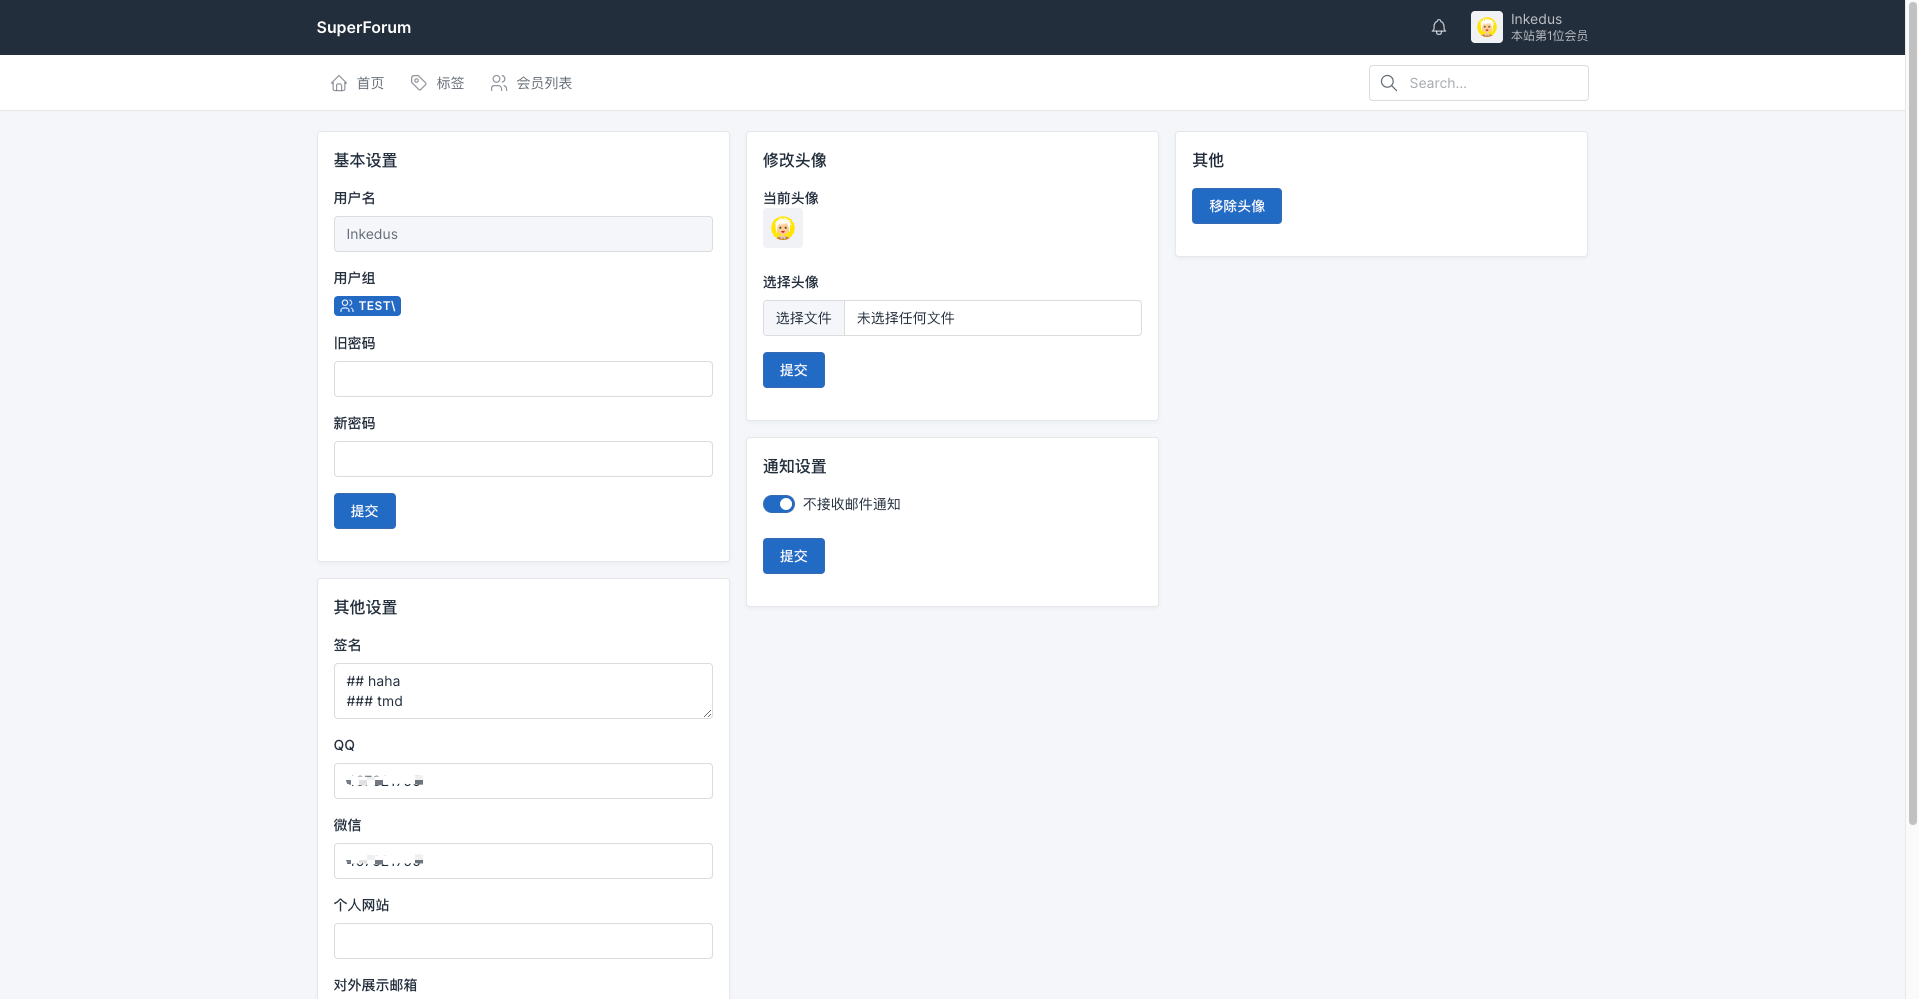 SuperForum
Inkedus
本站第1位会员
首页
标签
会员列表
Search…
基本设置
用户名
Inkedus
用户组
TEST\
旧密码
新密码
提交
其他设置
签名
## haha
### tmd
QQ
微信
个人网站
对外展示邮箱
修改头像
当前头像
选择头像
选择文件 未选择任何文件
提交
通知设置
不接收邮件通知
提交
其他
移除头像